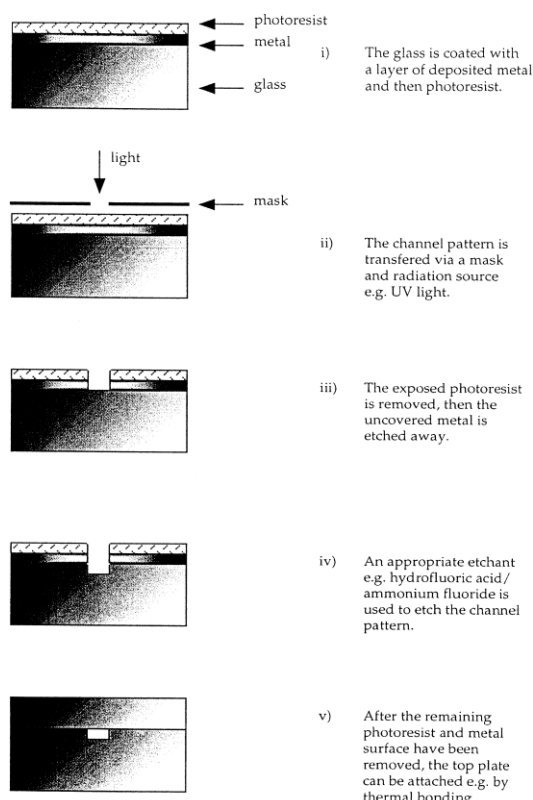 photoresist
metal
glass
i) The glass is coated with
a layer of deposited metal
and then photoresist.
light
mask
ii) The channel pattern is
transfered via a mask
and radiation source
e.g. UV light.
iii) The exposed photoresist
is removed, then the
uncovered metal is
etched away.
iv) An appropriate etchant
e.g. hydrofluoric acid/
ammonium fluoride is
used to etch the channel
pattern.
v) After the remaining
photoresist and metal
surface have been
removed, the top plate
can be attached e.g. by
thermal bonding